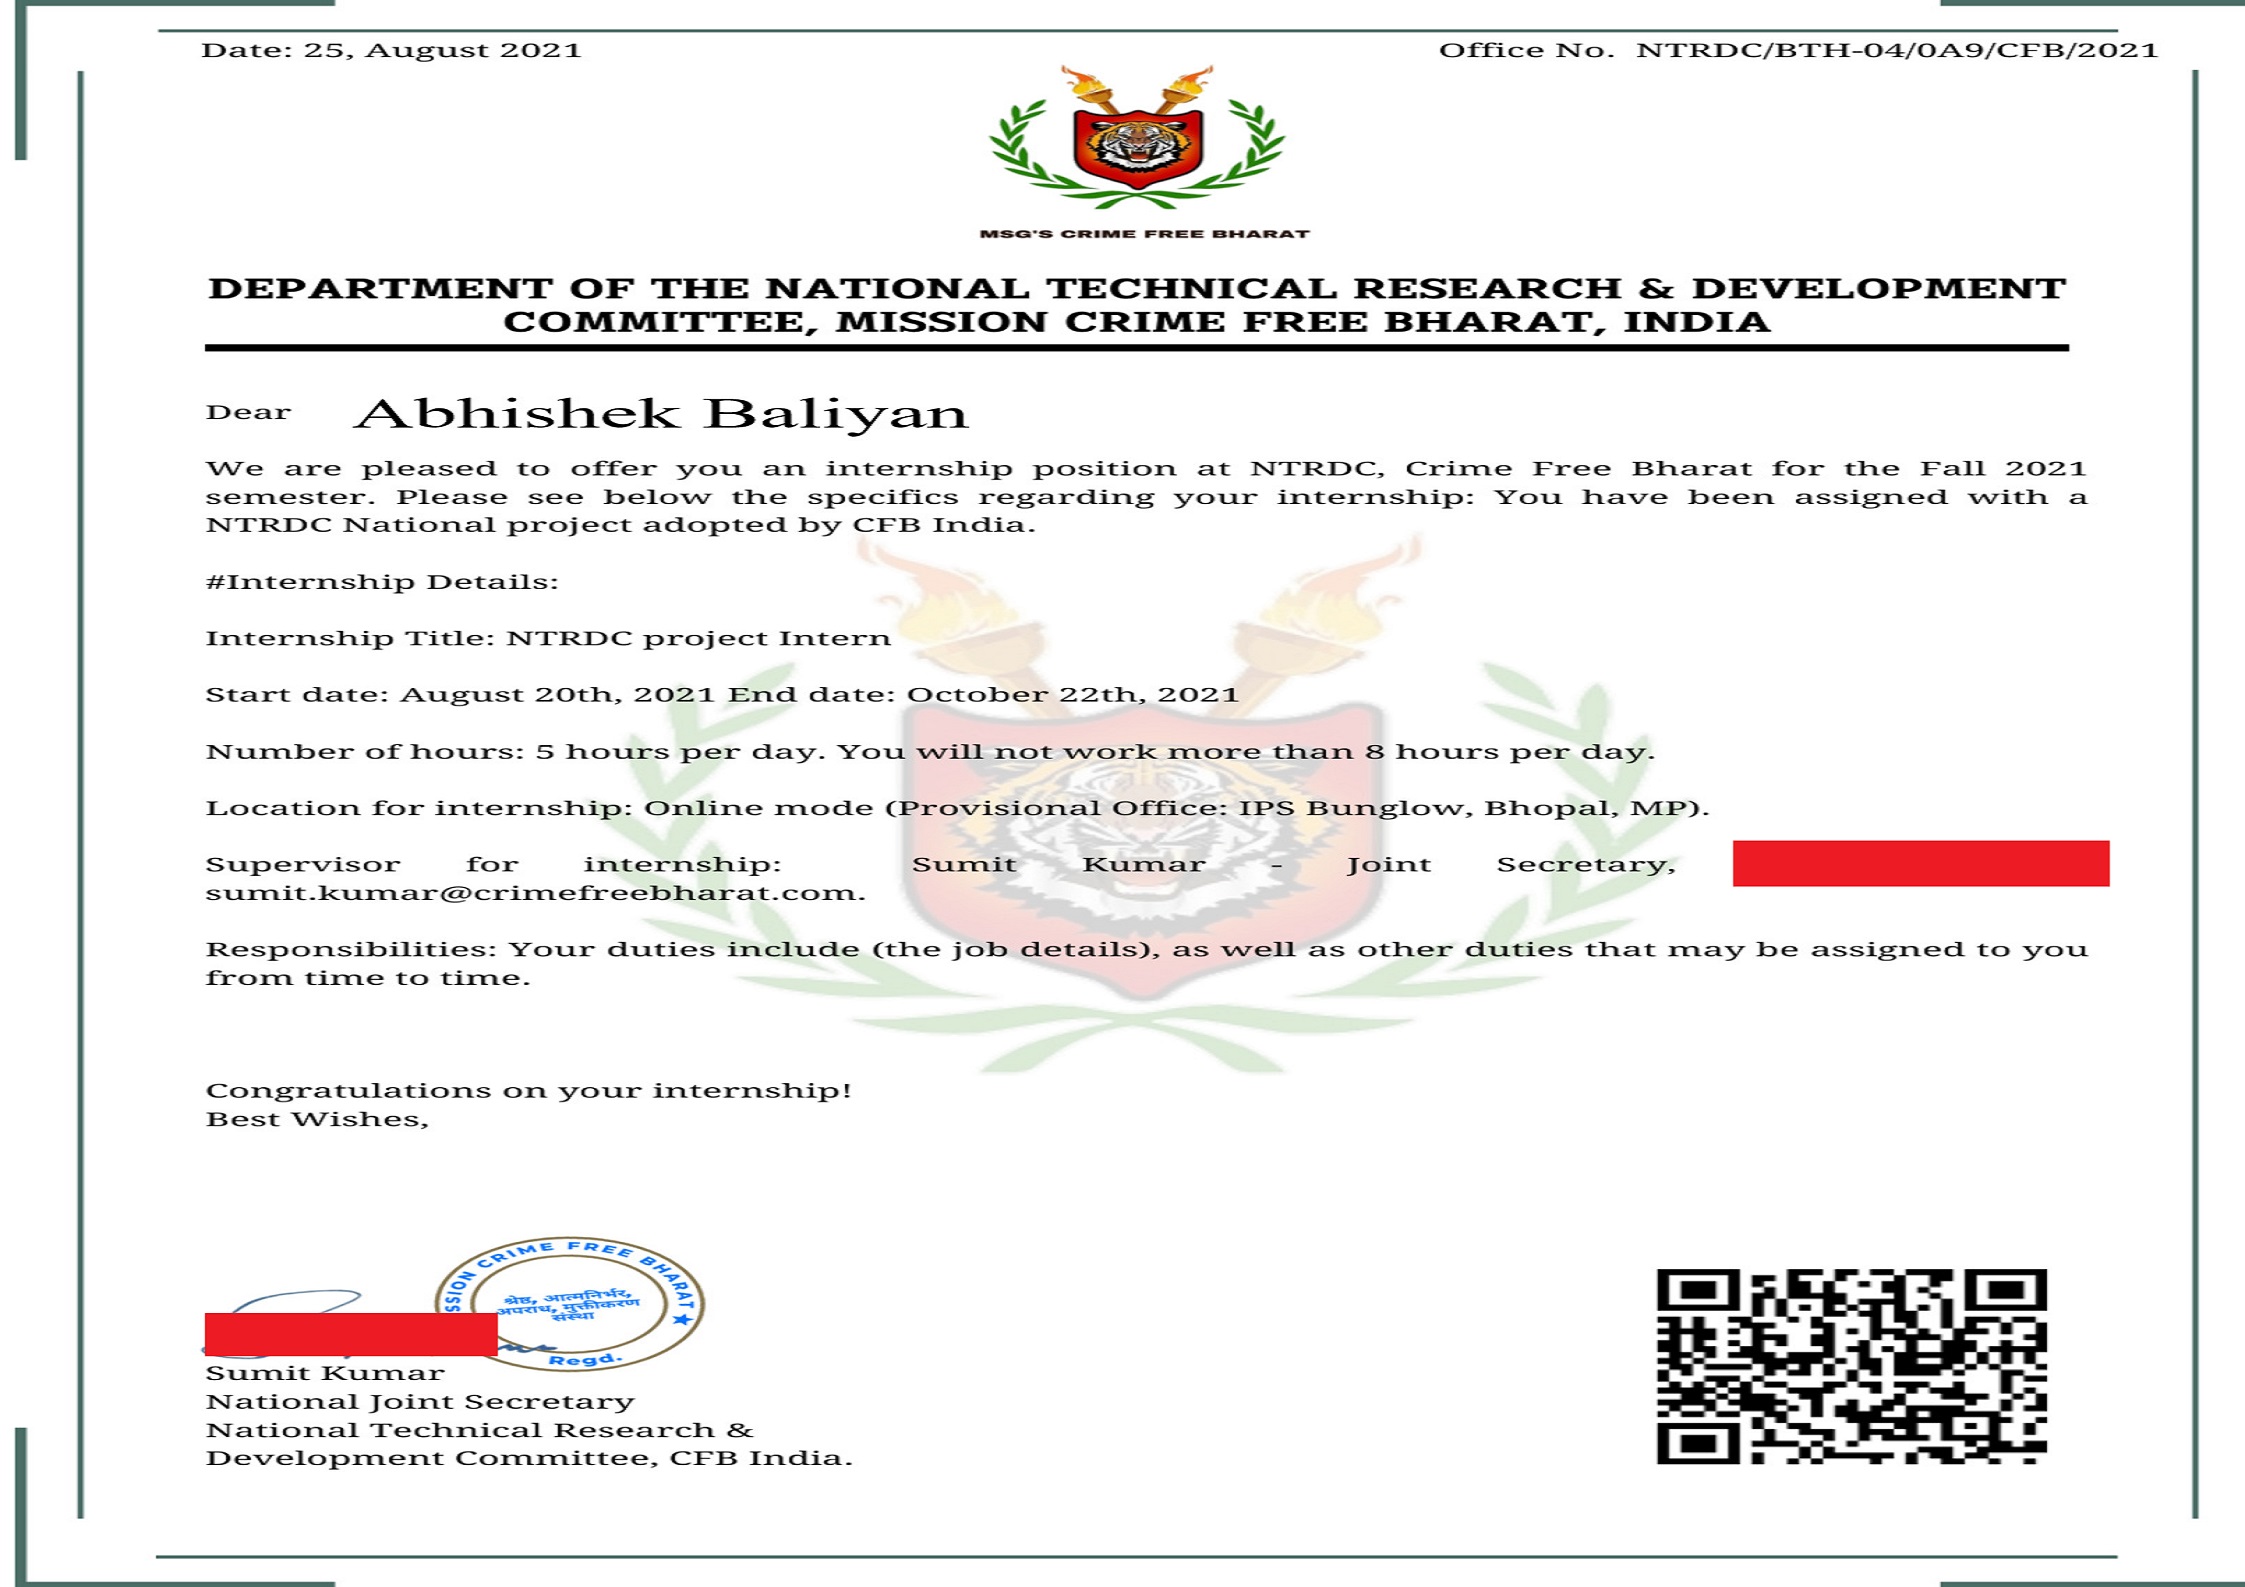 Date: 25, August 2021
Office No. NTRDC/BTH-04/0A9/CFB/2021
MSG'S CRIME FREE BHARAT
DEPARTMENT OF THE NATIONAL TECHNICAL RESEARCH & DEVELOPMENT
COMMITTEE, MISSION CRIME FREE BHARAT, INDIA
Dear Abhishek Baliyan
We are pleased to offer you an internship position at NTRDC, Crime Free Bharat for the Fall 2021
semester. Please see below the specifics regarding your internship: You have been assigned with a
NTRDC National project adopted by CFB India.
#Internship Details:
Internship Title: NTRDC project Intern
Start date: August 20th, 2021 End date: October 22th, 2021
Number of hours: 5 hours per day. You will not work more than 8 hours per day.
Location for internship: Online mode (Provisional Office: IPS Bunglow, Bhopal, MP).
Supervisor for internship: Sumit Kumar - Joint Secretary,
sumit.kumar@crimefreebharat.com.
Responsibilities: Your duties include (the job details), as well as other duties that may be assigned to you
from time to time.
Congratulations on your internship!
Best Wishes,
SSION CRIME FREE BHARAT
श्रेष्ठ, आत्मनिर्भर,
अपराध, मुक्तीकरण
संस्था
Regd.
Sumit Kumar
National Joint Secretary
National Technical Research &
Development Committee, CFB India.